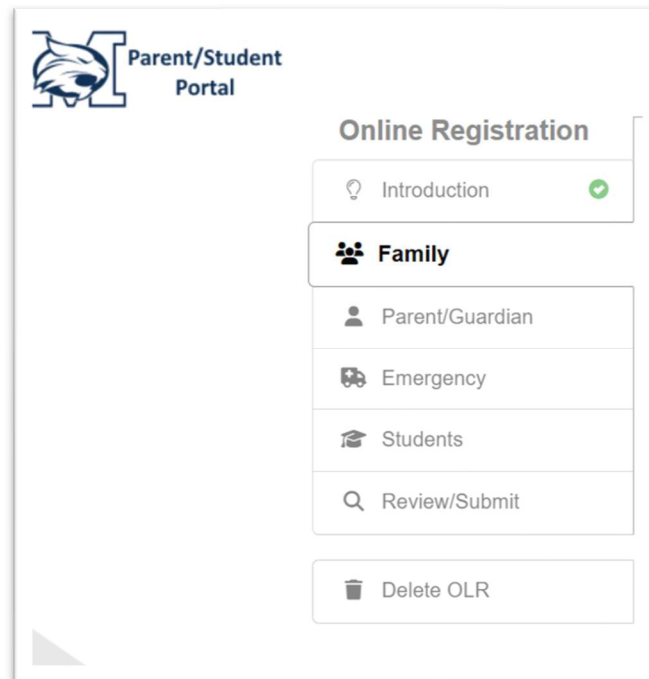 Parent/Student
Portal
Online Registration
Introduction
Family
Parent/Guardian
Emergency
Students
Review/Submit
Delete OLR